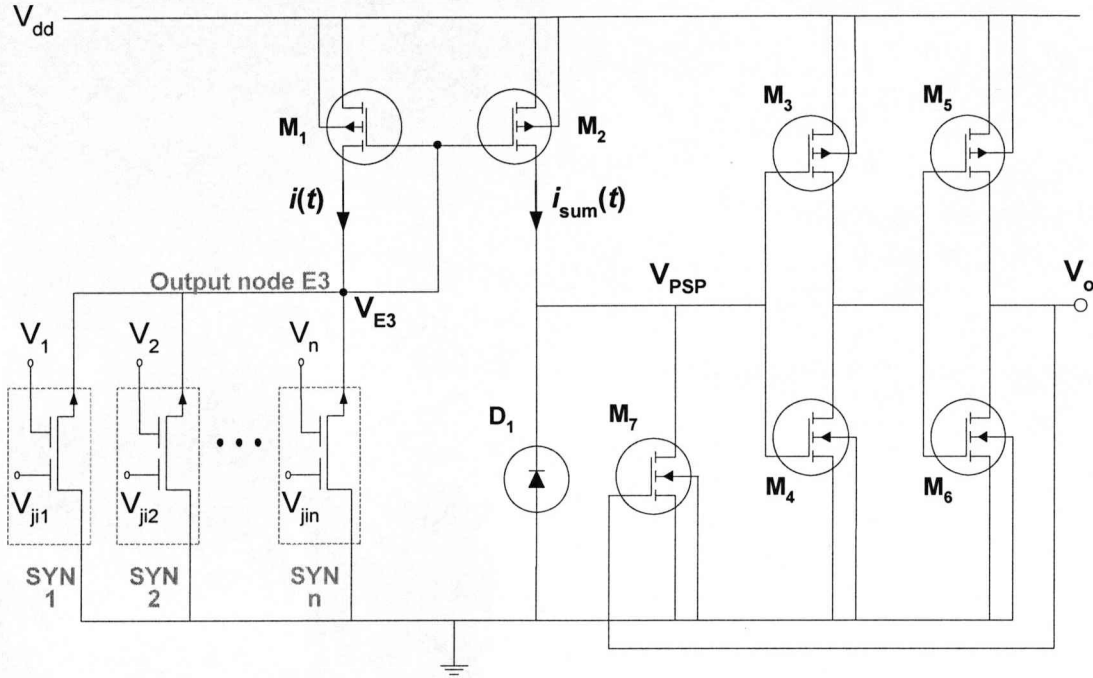 V_dd
M_1
M_2
M_3
M_5
i(t)
i_sum(t)
Output node E3
V_E3
V_PSP
V_o
V_1
V_2
V_n
D_1
M_7
M_4
M_6
V_ji1
V_ji2
V_jin
SYN 1
SYN 2
SYN n